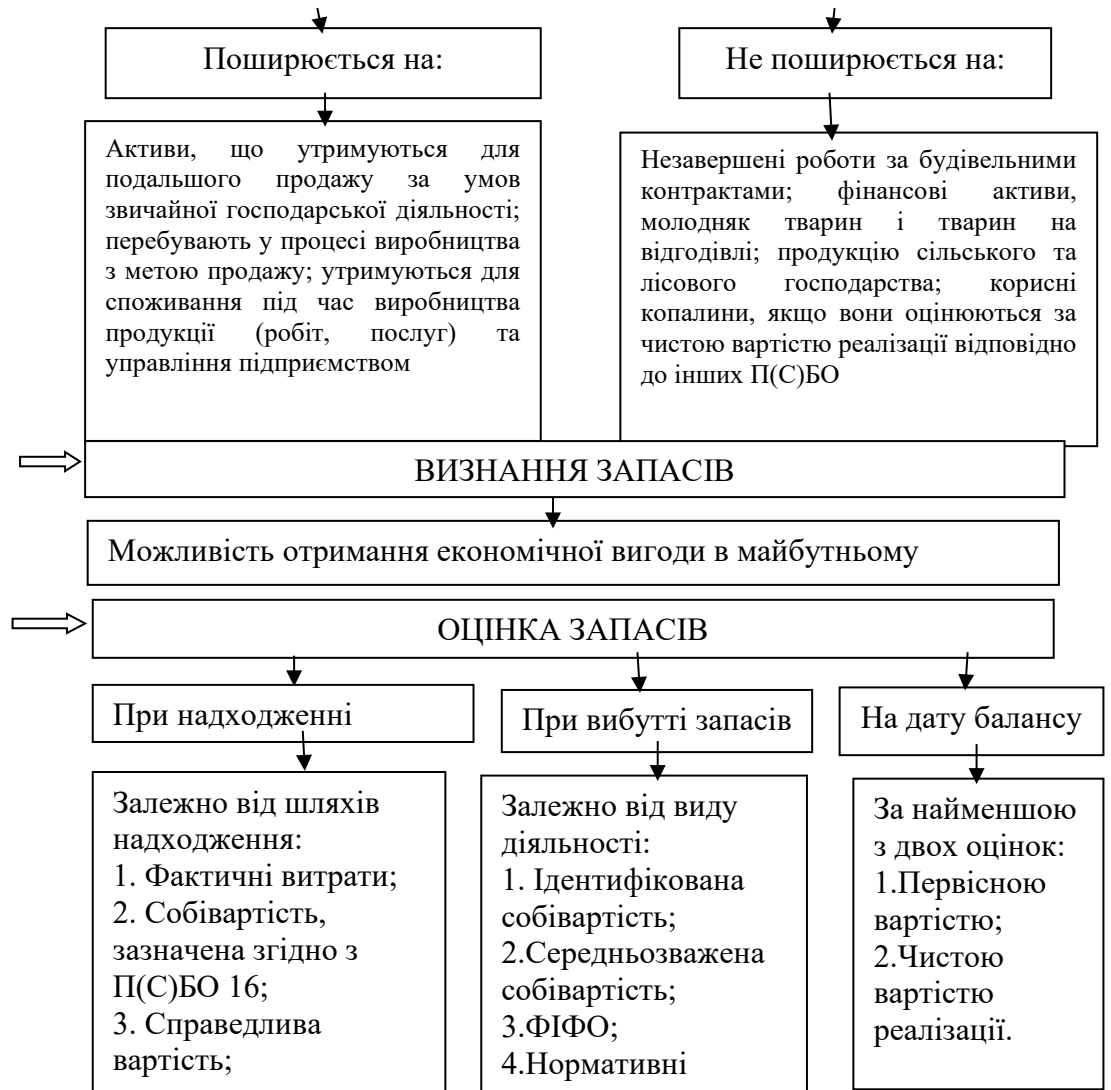 Поширюється на:
Не поширюється на:
Активи, що утримуються для
подальшого продажу за умов
звичайної господарської діяльності;
перебувають у процесі виробництва
з метою продажу; утримуються для
споживання під час виробництва
продукції (робіт, послуг) та
управління підприємством
Незавершені роботи за будівельними
контрактами; фінансові активи,
молодняк тварин і тварин на
відгодівлі; продукцію сільського та
лісового господарства; корисні
копалини, якщо вони оцінюються за
чистою вартістю реалізації відповідно
до інших П(С)БО
ВИЗНАННЯ ЗАПАСІВ
Можливість отримання економічної вигоди в майбутньому
ОЦІНКА ЗАПАСІВ
При надходженні
При вибутті запасів
На дату балансу
Залежно від шляхів
надходження:
1. Фактичні витрати;
2. Собівартість,
зазначена згідно з
П(С)БО 16;
3. Справедлива
вартість;
Залежно від виду
діяльності:
1. Ідентифікована
собівартість;
2.Середньозважена
собівартість;
3.ФІФО;
4.Нормативні
За найменшою
з двох оцінок:
1.Первісною
вартістю;
2.Чистою
вартістю
реалізації.